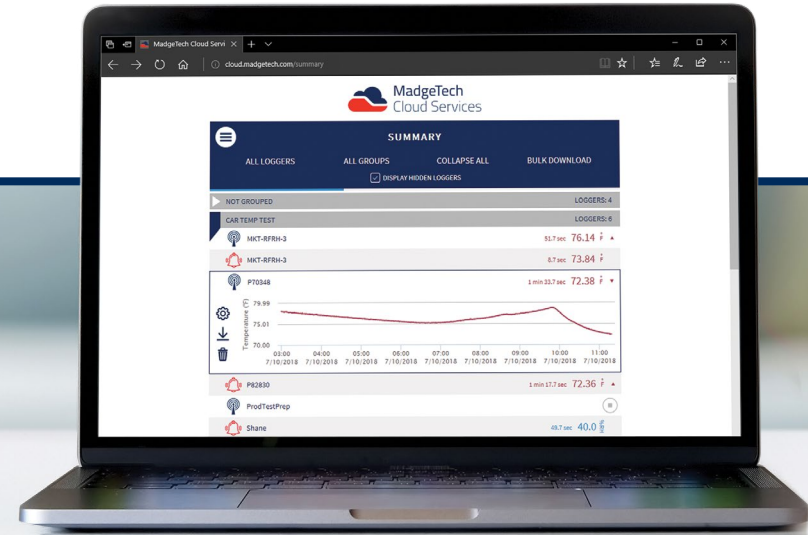 MadgeTech Cloud Servi
cloud.madgetech.com/summary
MadgeTech
Cloud Services
SUMMARY
ALL LOGGERS ALL GROUPS COLLAPSE ALL BULK DOWNLOAD
DISPLAY HIDDEN LOGGERS
NOT GROUPED LOGGERS: 4
CAR TEMP TEST LOGGERS: 6
MKT-RFRH-3 51.7 sec 76.14 °F
MKT-RFRH-3 8.7 sec 73.84 °F
P70348 1 min 33.7 sec 72.38 °F
Temperature (°F)
79.99
75.01
70.00
03:00 04:00 05:00 06:00 07:00 08:00 09:00 10:00 11:00
7/10/2018 7/10/2018 7/10/2018 7/10/2018 7/10/2018 7/10/2018 7/10/2018 7/10/2018 7/10/2018
P82830 1 min 17.7 sec 72.36 °F
ProdTestPrep
Shane 49.7 sec 40.0